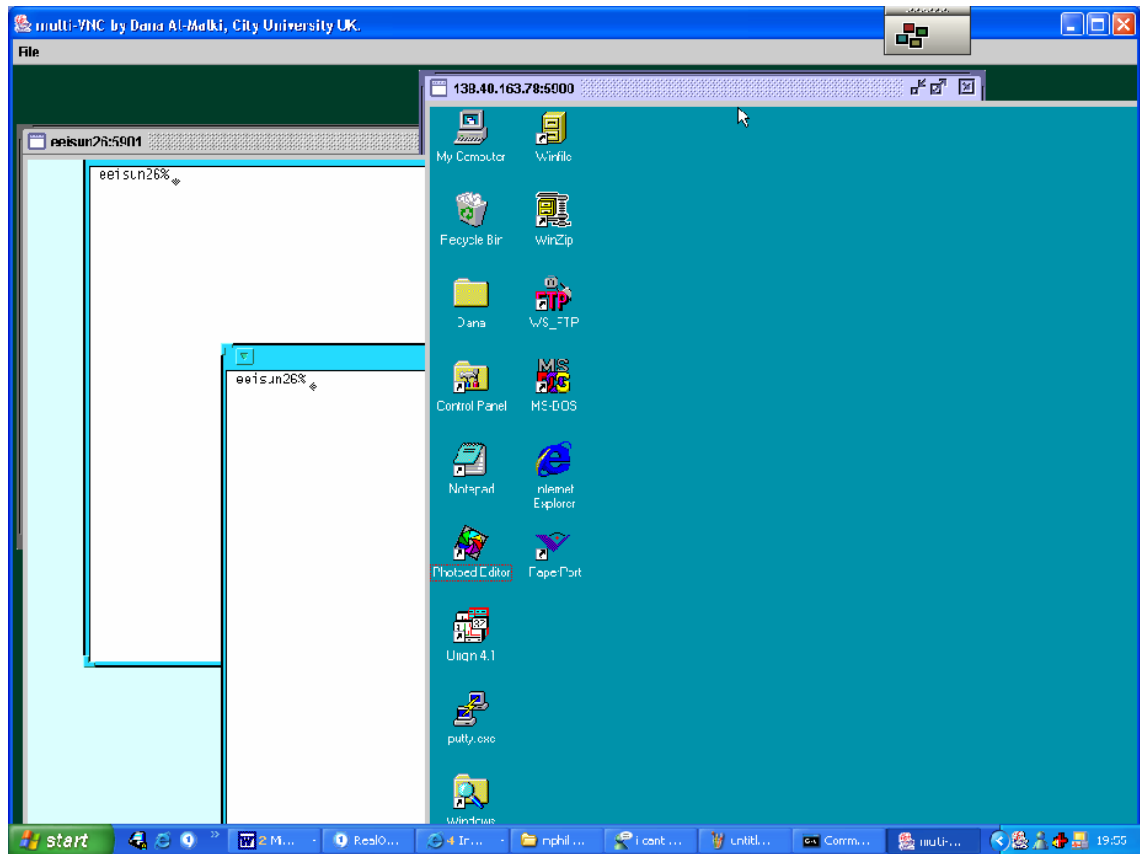 multi-VNC by Dana Al-Malki, City University UK.
File
138.40.163.78:5900
eeisun26:5901
eeisun26%
eeisun26%
My Computer
Winfile
Recycle Bin
WinZip
Dana
WS_FTP
Control Panel
MS-DOS
Notepad
Internet
Explorer
Photoed Editor
PaperPort
4.1
putty.exe
Windows
start
2 M...
RealO...
4 In...
mphil ...
i cant ...
untitl...
Comm...
multi-...
19:55